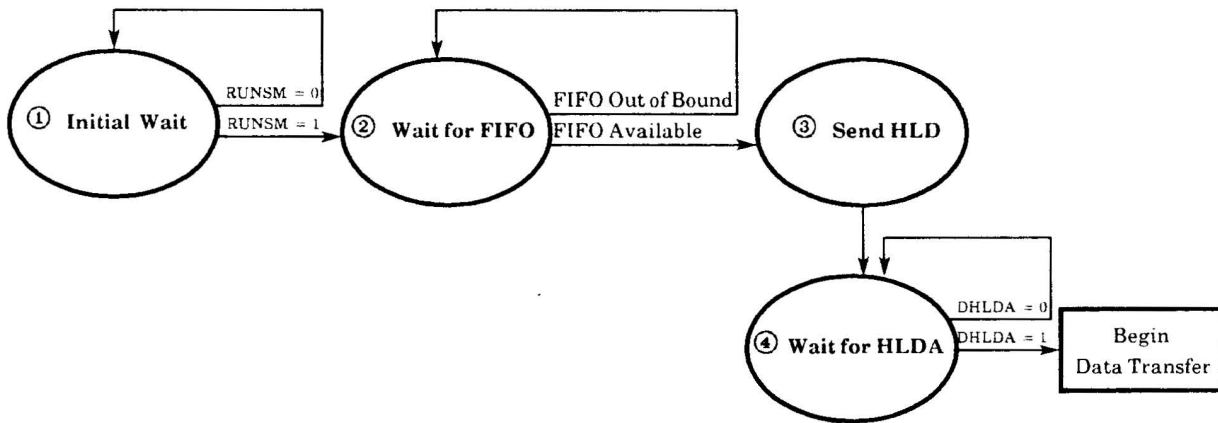 RUNSM = 0
① Initial Wait
RUNSM = 1
FIFO Out of Bound
② Wait for FIFO
FIFO Available
③ Send HLD
DHLDA = 0
④ Wait for HLDA
DHLDA = 1
Begin
Data Transfer